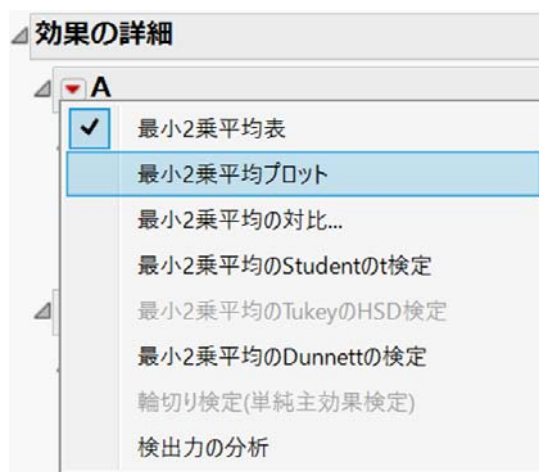 効果の詳細
A
最小2乗平均表
最小2乗平均プロット
最小2乗平均の対比...
最小2乗平均のStudentのt検定
最小2乗平均のTukeyのHSD検定
最小2乗平均のDunnettの検定
輪切り検定(単純主効果検定)
検出力の分析